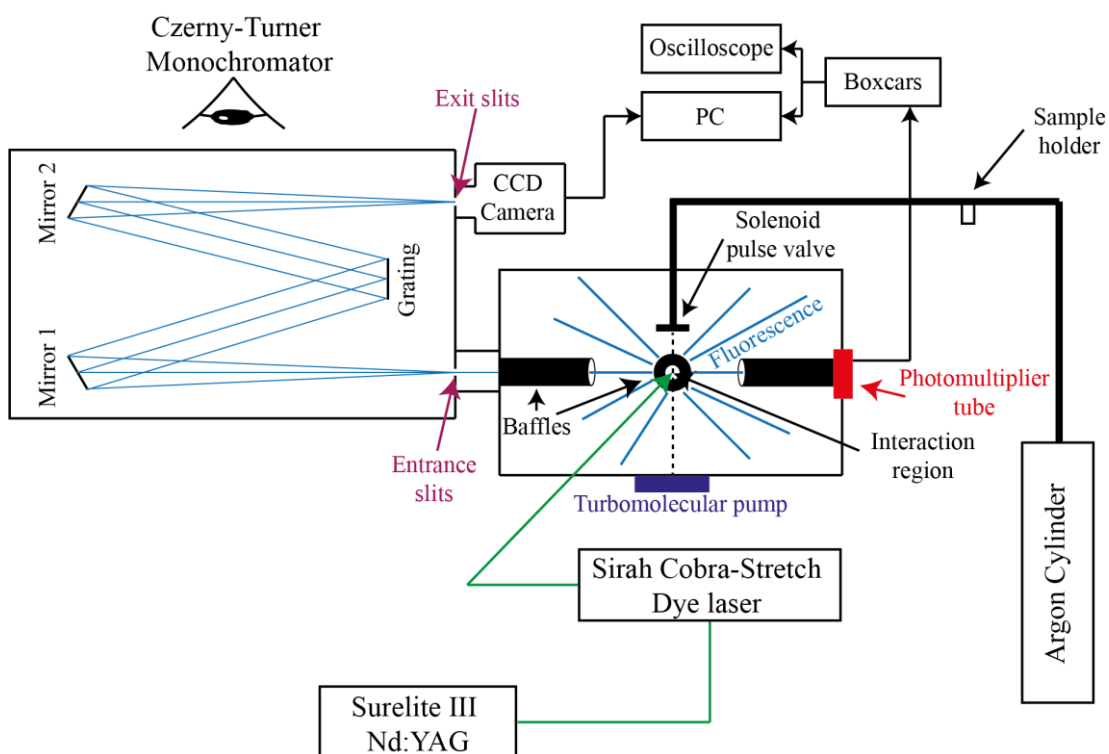 Czerny-Turner
Monochromator
Exit slits
Oscilloscope
PC
Boxcars
Sample
holder
CCD
Camera
Mirror 2
Grating
Mirror 1
Solenoid
pulse valve
Fluorescence
Photomultiplier
tube
Baffles
Interaction
region
Entrance
slits
Turbomolecular pump
Sirah Cobra-Stretch
Dye laser
Argon Cylinder
Surelite III
Nd:YAG